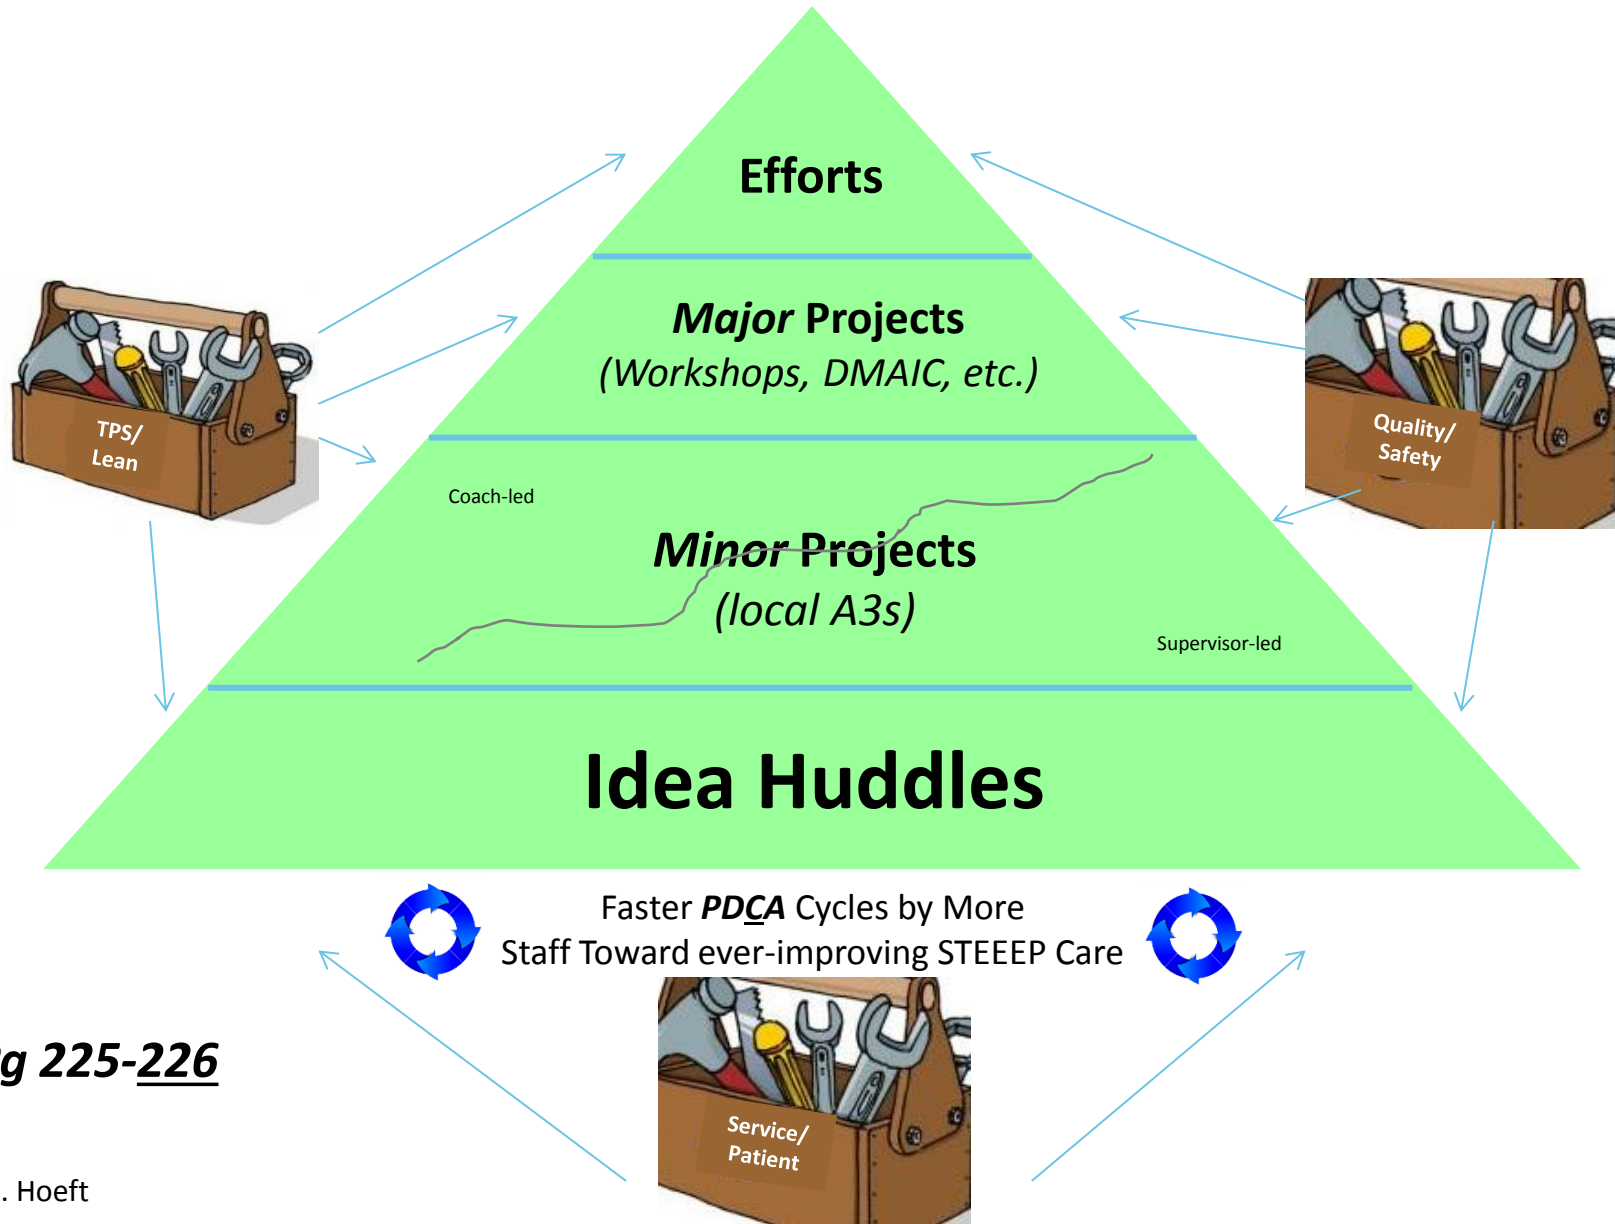 Efforts
Major Projects
(Workshops, DMAIC, etc.)
TPS/
Lean
Quality/
Safety
Coach-led
Minor Projects
(local A3s)
Supervisor-led
Idea Huddles
Faster PDCA Cycles by More
Staff Toward ever-improving STEEEP Care
g 225-226
Service/
Patient
. Hoeft